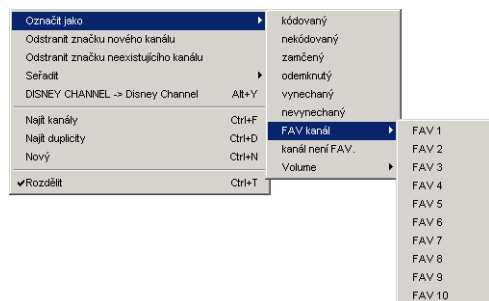 Označit jako
Odstranit značku nového kanálu
Odstranit značku neexistujícího kanálu
Seřadit
DISNEY CHANNEL -> Disney Channel Alt+Y
Najít kanály Ctrl+F
Najít duplicity Ctrl+D
Nový Ctrl+N
Rozdělit Ctrl+T
kódovaný
nekódovaný
zamčený
odemknutý
vynechaný
nevynechaný
FAV kanál
kanál není FAV.
Volume
FAV 1
FAV 2
FAV 3
FAV 4
FAV 5
FAV 6
FAV 7
FAV 8
FAV 9
FAV 10